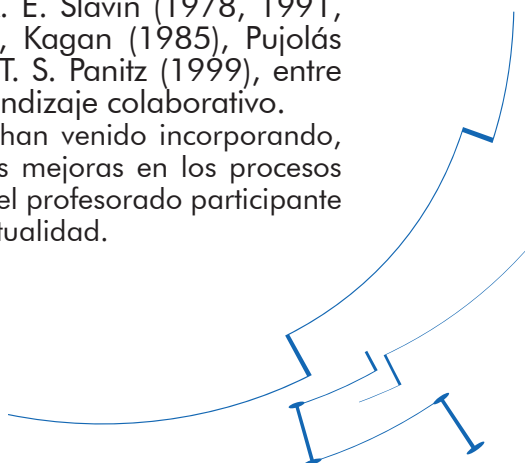 . E. Slavin (1978, 1991,
, Kagan (1985), Pujolás
T. S. Panitz (1999), entre
ndizaje colaborativo.
han venido incorporando,
s mejoras en los procesos
el profesorado participante
tualidad.